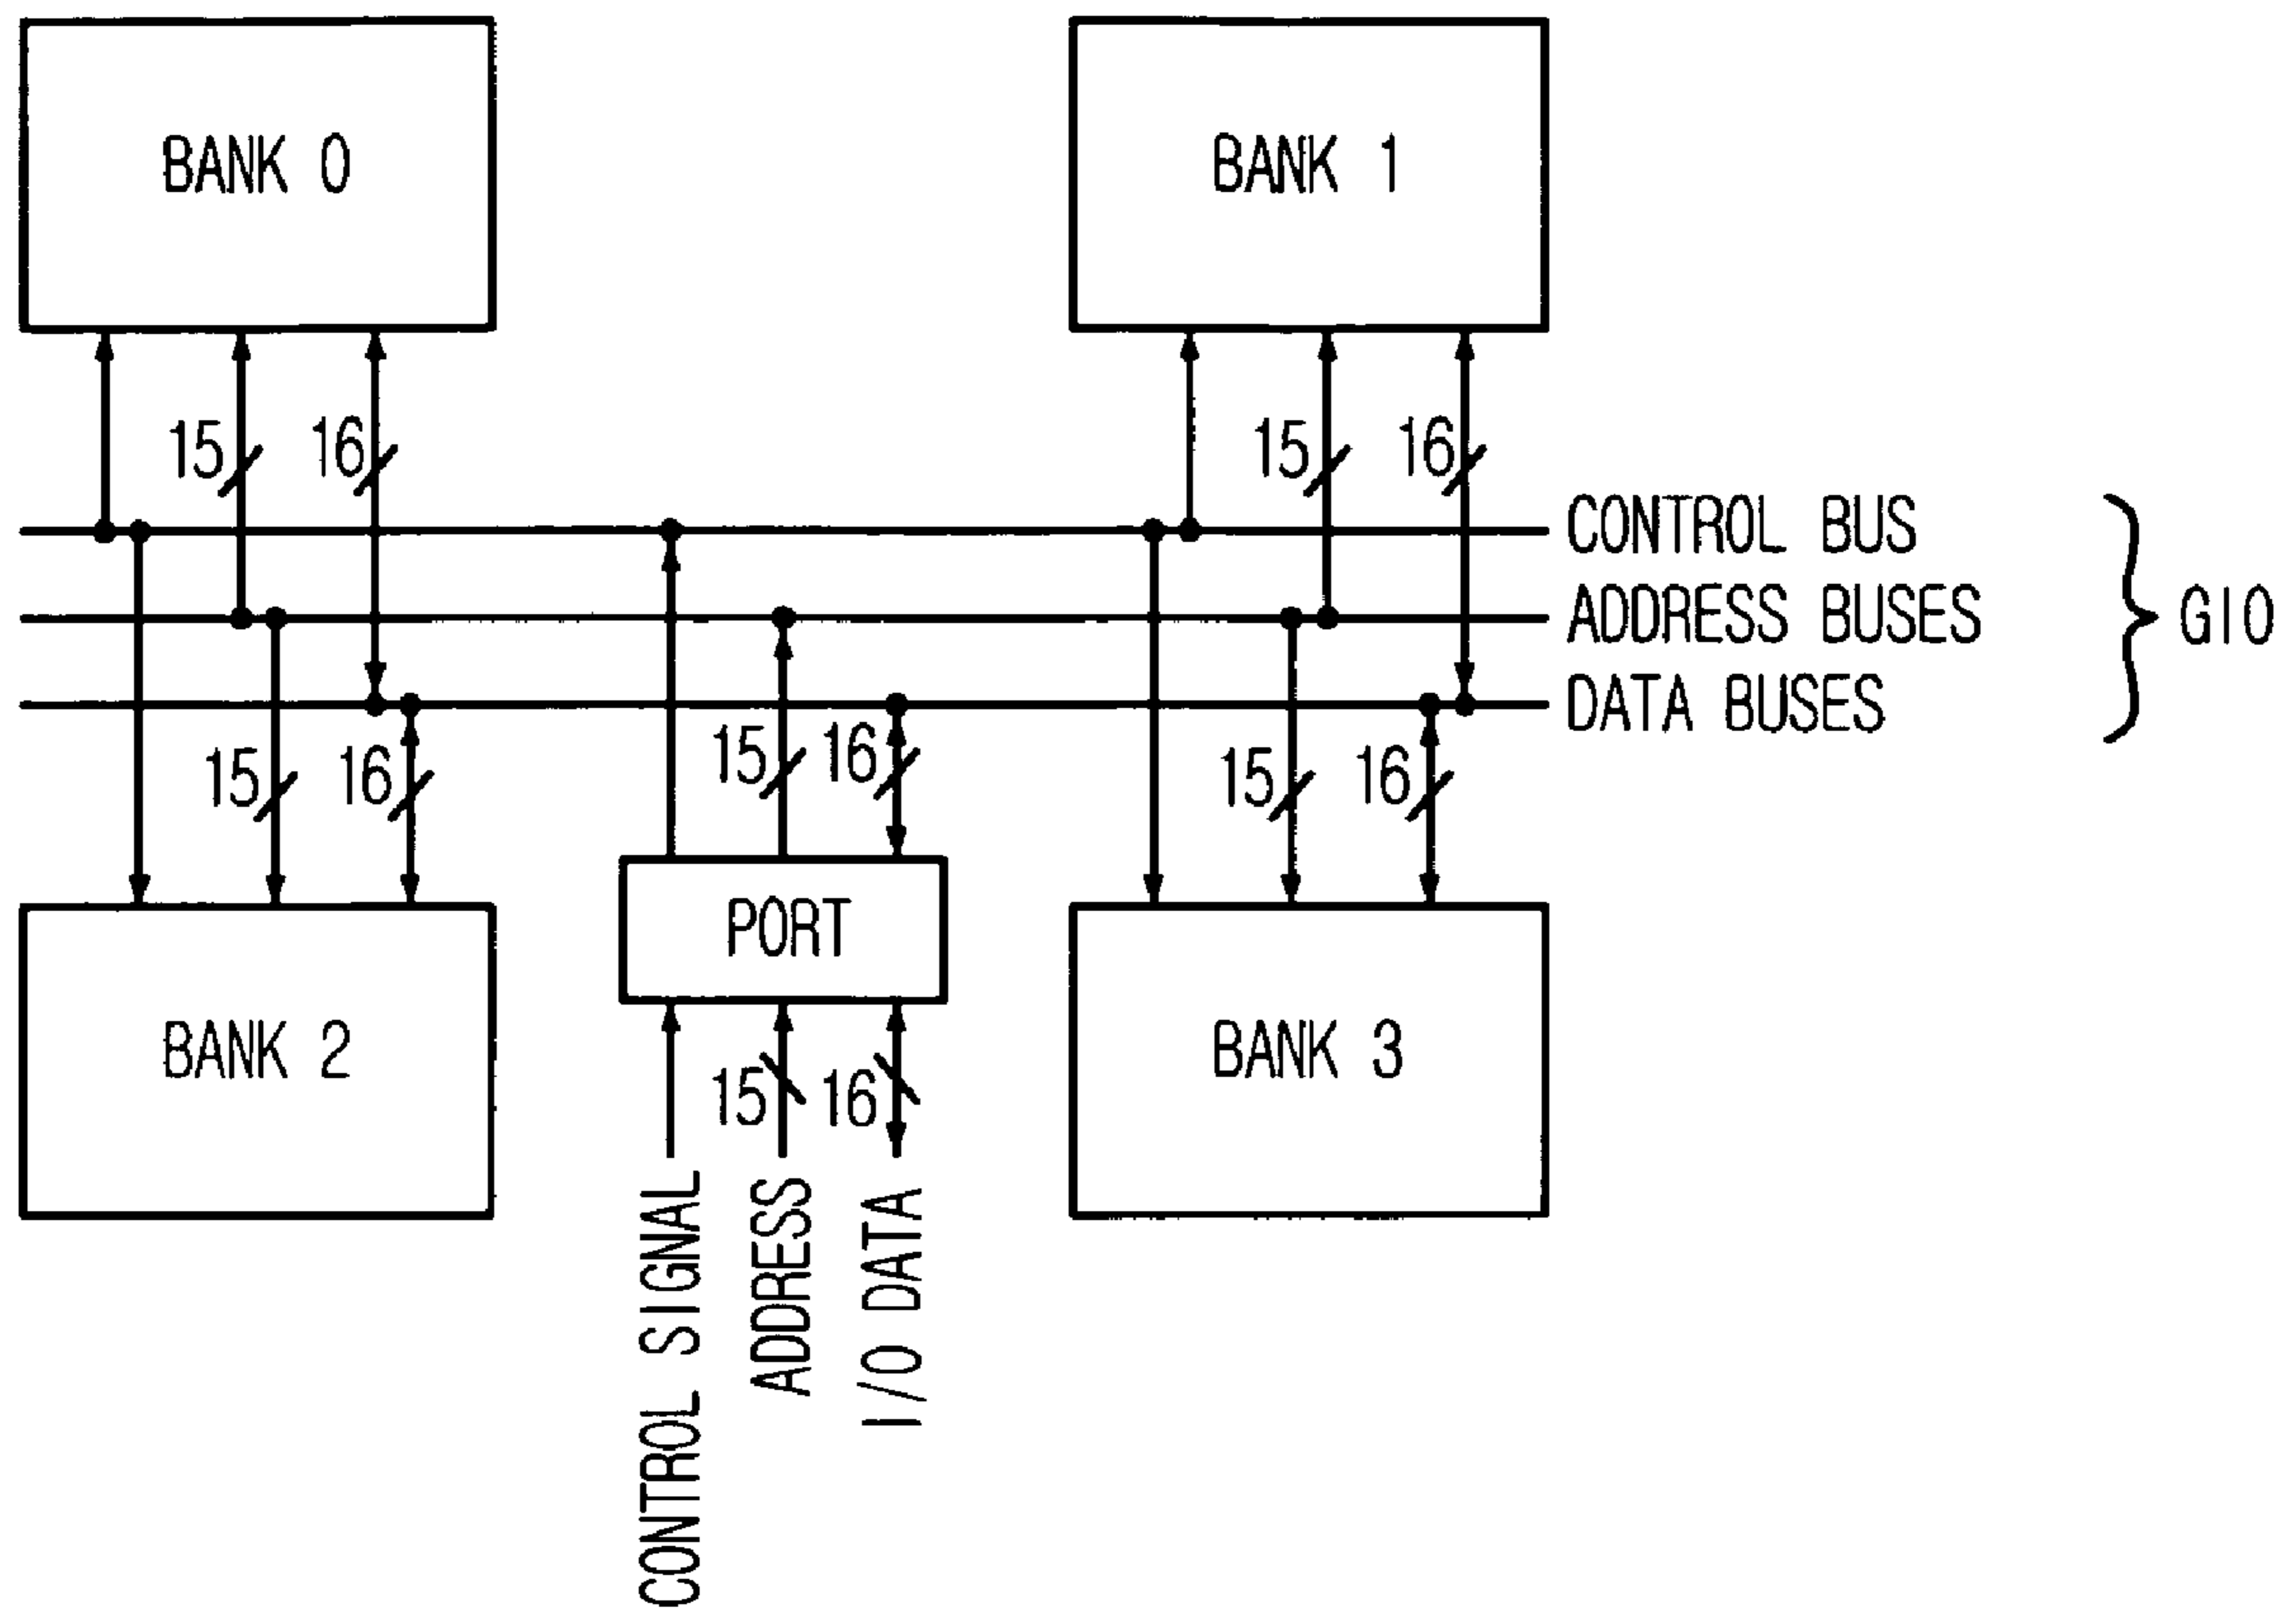 BANK 0
BANK 1
15
16
15
16
CONTROL BUS
ADDRESS BUSES
DATA BUSES
GIO
15
16
15
16
15
16
PORT
BANK 2
BANK 3
15
16
CONTROL SIGNAL
ADDRESS
I/O DATA